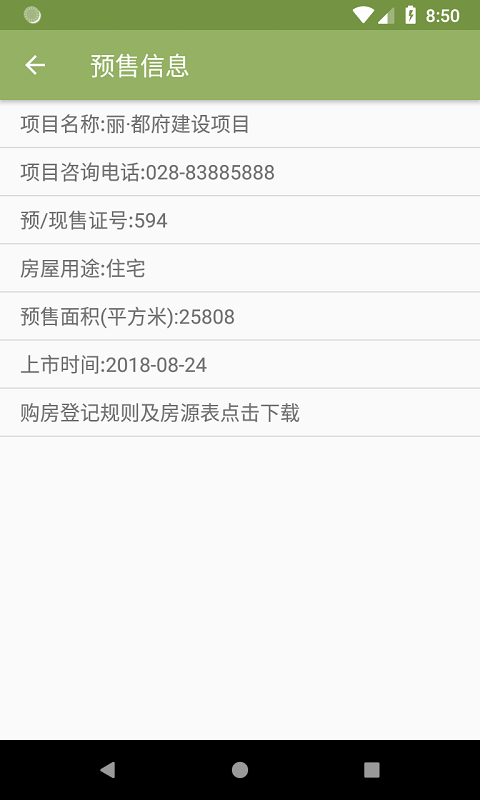 8:50
预售信息
项目名称:丽·都府建设项目
项目咨询电话:028-83885888
预/现售证号:594
房屋用途:住宅
预售面积(平方米):25808
上市时间:2018-08-24
购房登记规则及房源表点击下载